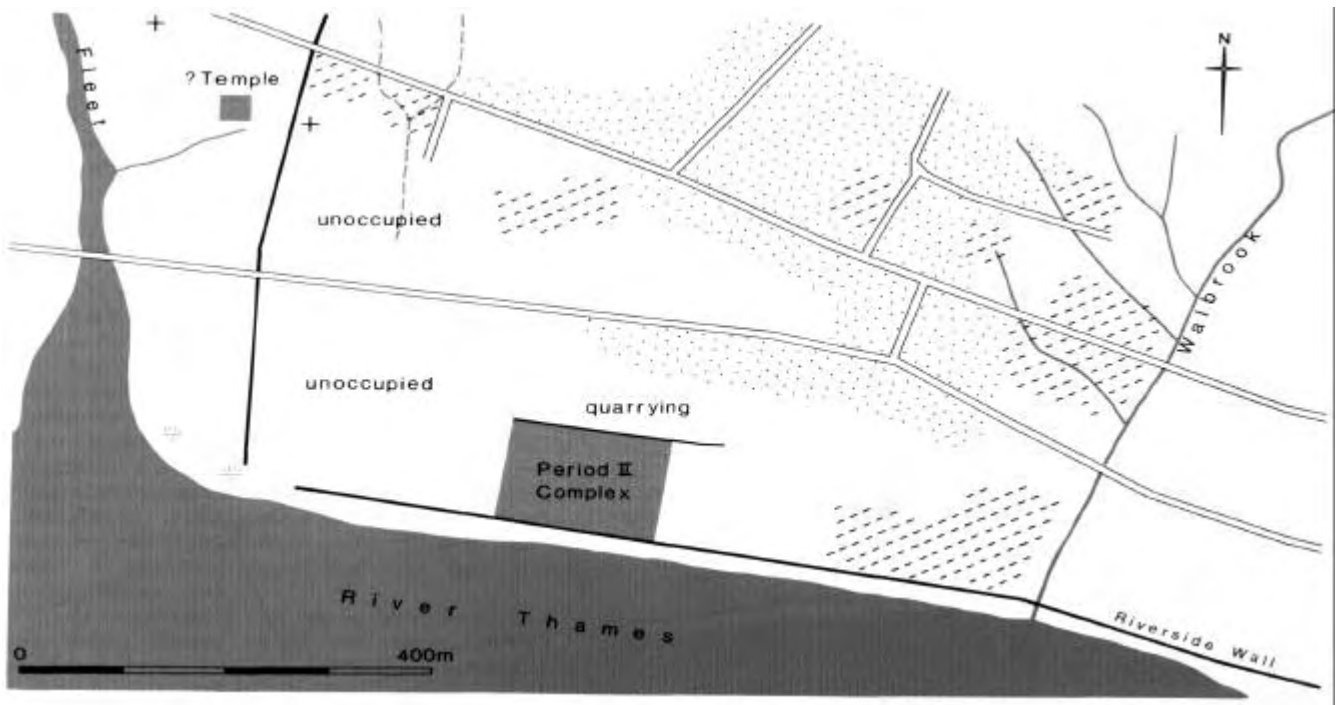 Fleet
? Temple
N
unoccupied
Walbrook
unoccupied
quarrying
Period II
Complex
River Thames
Riverside Wall
0
400m